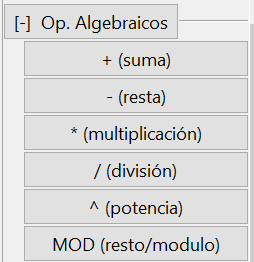 [-] Op. Algebraicos
+ (suma)
- (resta)
* (multiplicación)
/ (división)
^ (potencia)
MOD (resto/modulo)